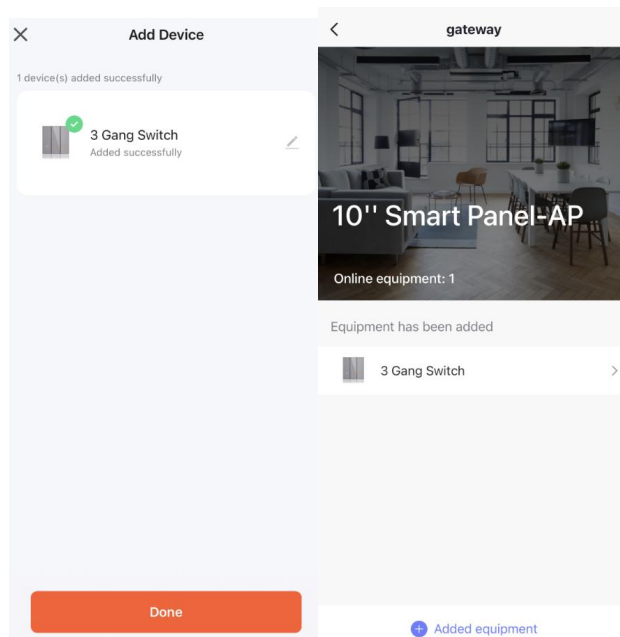 Add Device
1 device(s) added successfully
3 Gang Switch
Added successfully
Done
gateway
10'' Smart Panel-AP
Online equipment: 1
Equipment has been added
3 Gang Switch
Added equipment